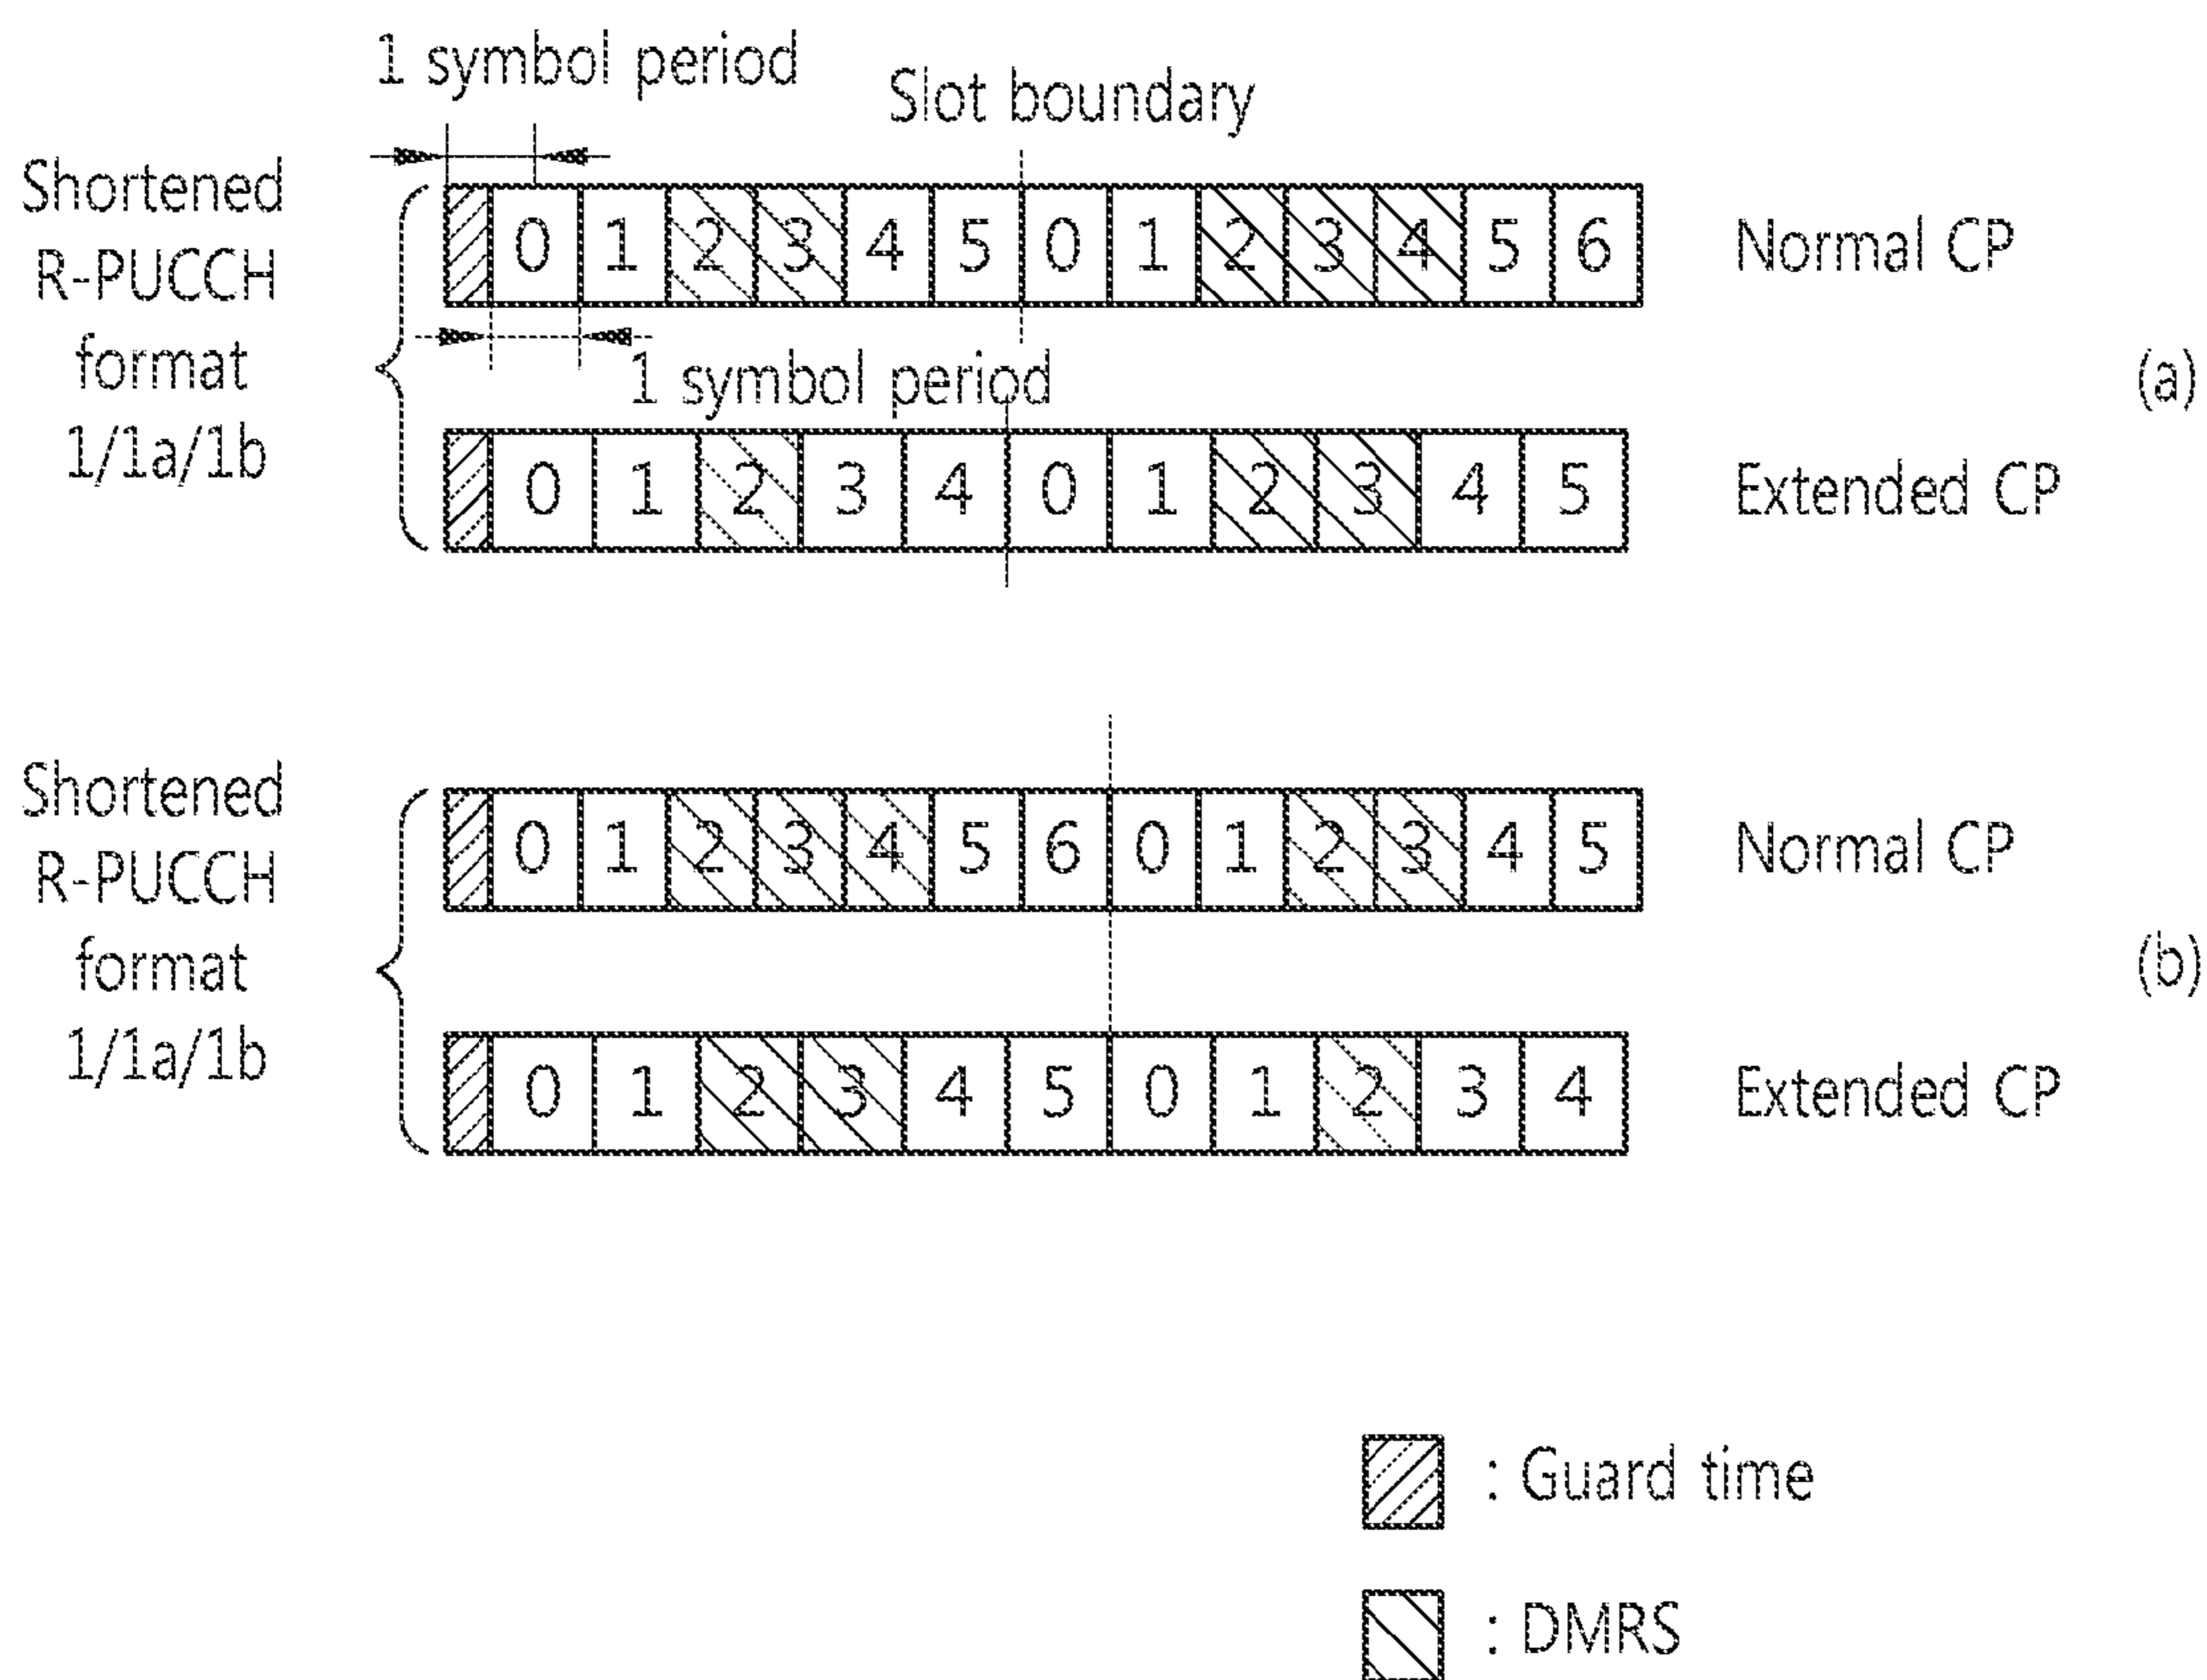 1 symbol period
Slot boundary
Shortened
R-PUCCH
format
1/1a/1b
0 1 2 3 4 5 0 1 2 3 4 5 6
Normal CP
1 symbol period
(a)
0 1 2 3 4 0 1 2 3 4 5
Extended CP
Shortened
R-PUCCH
format
1/1a/1b
0 1 2 3 4 5 6 0 1 2 3 4 5
Normal CP
(b)
0 1 2 3 4 5 0 1 2 3 4
Extended CP
: Guard time
: DMRS